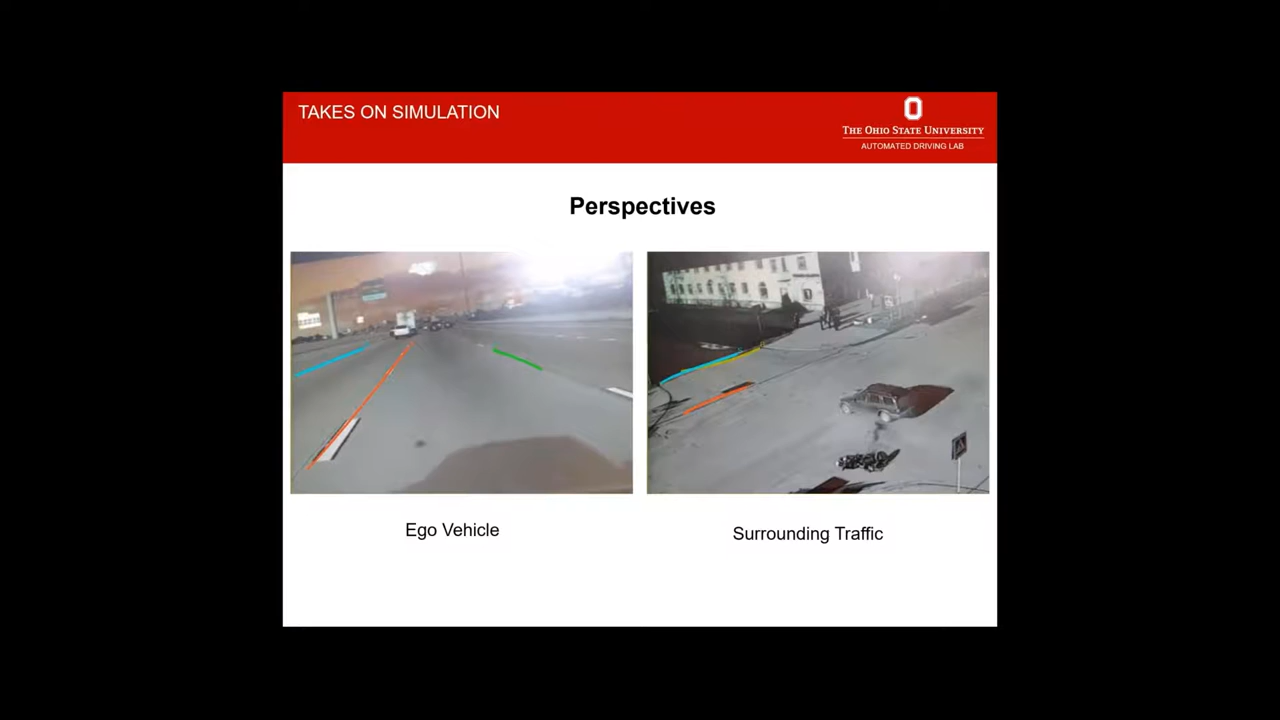 TAKES ON SIMULATION
THE OHIO STATE UNIVERSITY
AUTOMATED DRIVING LAB
Perspectives
Ego Vehicle
Surrounding Traffic